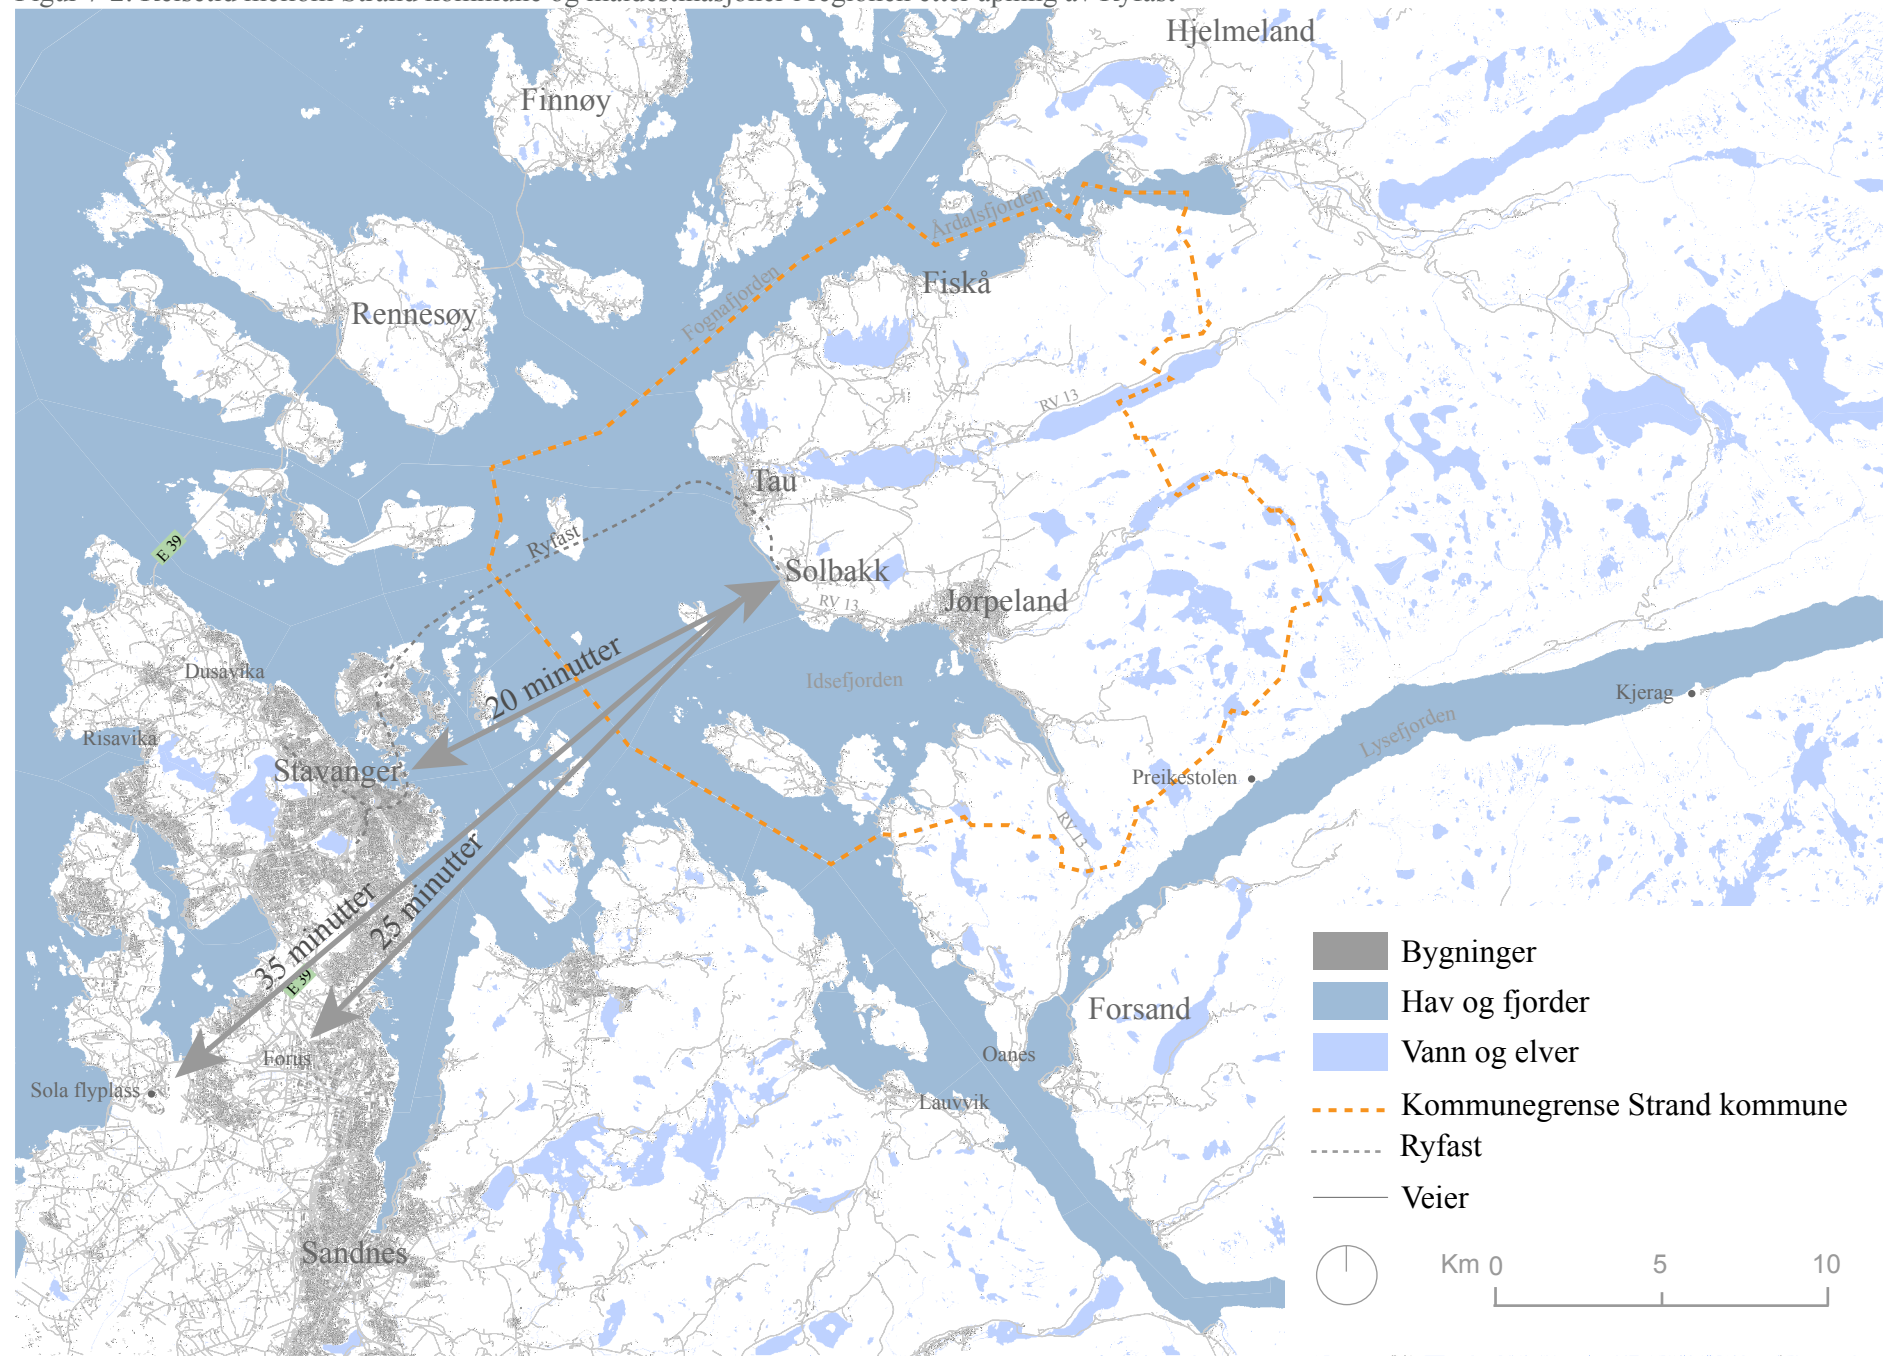 Hjelmeland
Finnøy
Årdalsfjorden
Fiskå
Fognafjorden
Rennesøy
RV 13
Tau
Ryfast
E 39
Solbakk
RV 13
Jørpeland
20 minutter
Dusavika
Idsefjorden
Kjerag
Lysefjorden
Risavika
Stavanger
Preikestolen
RV 13
25 minutter
35 minutter
E 39
Forsand
Oanes
Forus
Sola flyplass
Lauvvik
Sandnes
Bygninger
Hav og fjorder
Vann og elver
Kommunegrense Strand kommune
Ryfast
Veier
Km 0 5 10